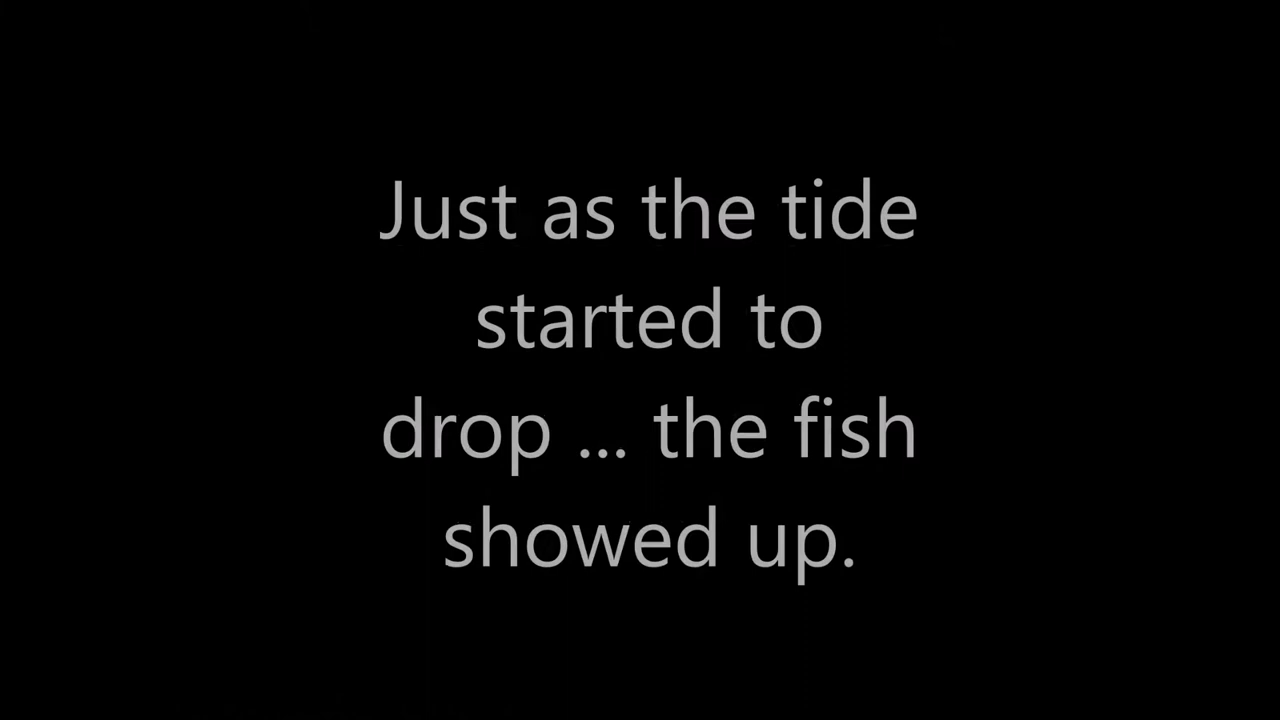 Just as the tide
started to
drop ... the fish
showed up.